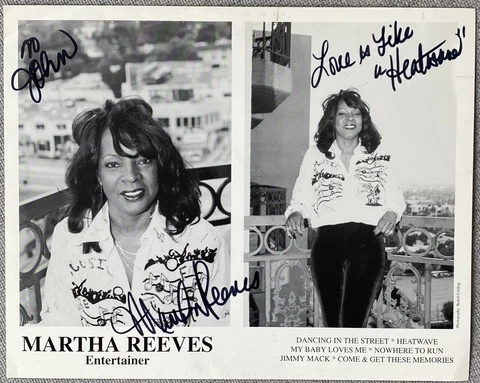 To
John
"Love is Like
a Heatwave"
MUSIC
Martha Reeves
MARTHA REEVES
Entertainer
DANCING IN THE STREET * HEATWAVE
MY BABY LOVES ME * NOWHERE TO RUN
JIMMY MACK * COME & GET THESE MEMORIES